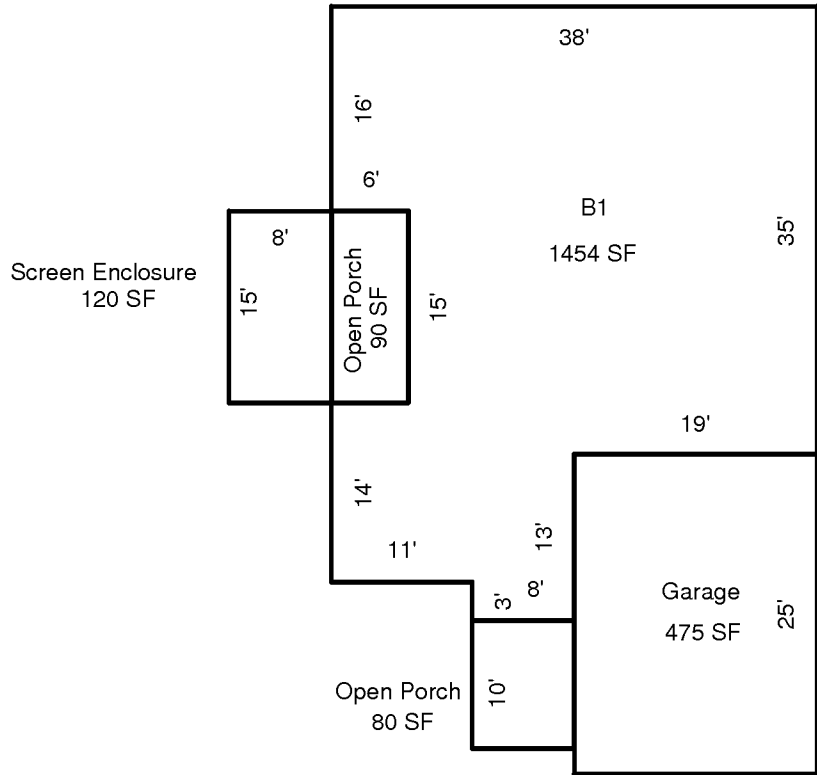 38'
16'
6'
B1
1454 SF
35'
8'
Screen Enclosure
120 SF
15'
Open Porch
90 SF
15'
19'
14'
13'
11'
8'
3'
Garage
475 SF
25'
Open Porch
80 SF
10'